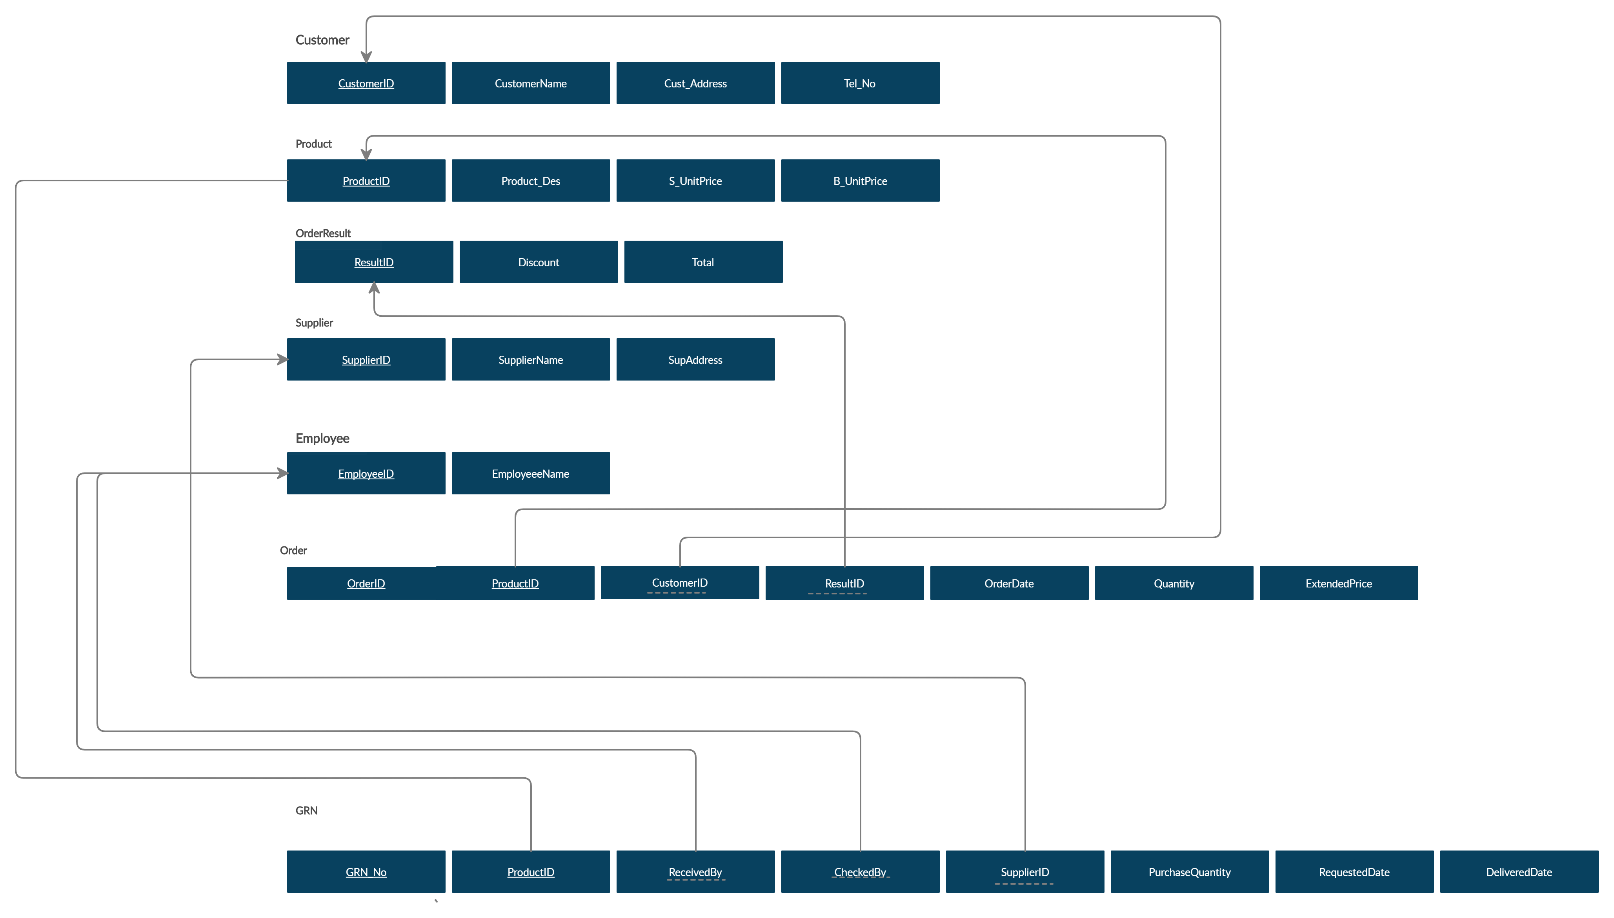 Customer
CustomerID CustomerName Cust_Address Tel_No
Product
ProductID Product_Des S_UnitPrice B_UnitPrice
OrderResult
ResultID Discount Total
Supplier
SupplierID SupplierName SupAddress
Employee
EmployeeID EmployeeeName
Order
OrderID ProductID CustomerID ResultID OrderDate Quantity ExtendedPrice
GRN
GRN_No ProductID ReceivedBy CheckedBy SupplierID PurchaseQuantity RequestedDate DeliveredDate